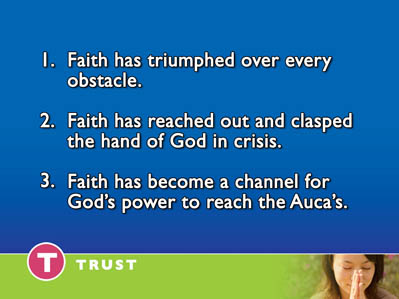 1. Faith has triumphed over every
obstacle.
2. Faith has reached out and clasped
the hand of God in crisis.
3. Faith has become a channel for
God's power to reach the Auca's.
T TRUST